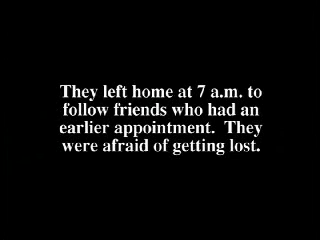 They left home at 7 a.m. to
follow friends who had an
earlier appointment.  They
were afraid of getting lost.